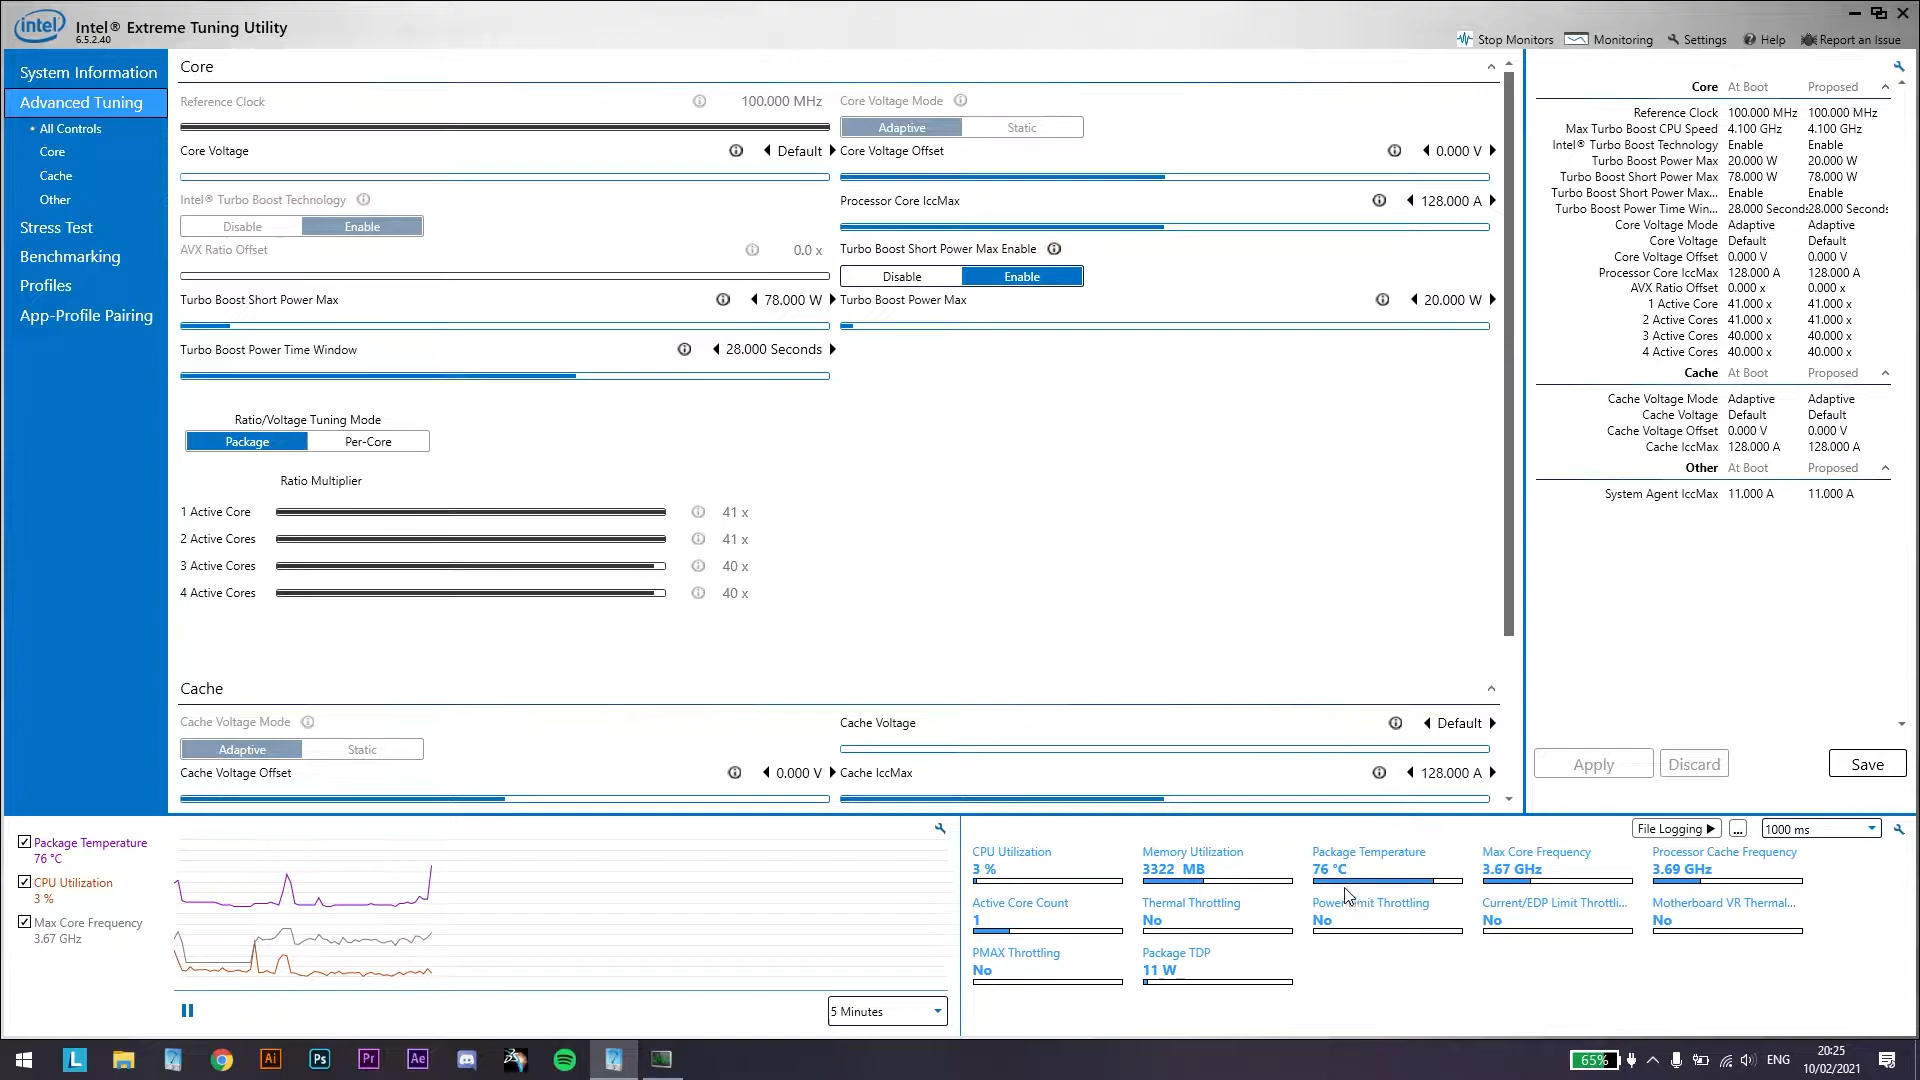 intel
Intel® Extreme Tuning Utility
6.5.2.40
Stop Monitors
Monitoring
Settings
Help
Report an Issue
System Information
Advanced Tuning
• All Controls
Core
Cache
Other
Stress Test
Benchmarking
Profiles
App-Profile Pairing
Core
Reference Clock 100.000 MHz
Core Voltage Mode
Adaptive Static
Core Voltage Default
Core Voltage Offset 0.000 V
Intel® Turbo Boost Technology
Disable Enable
Processor Core IccMax 128.000 A
AVX Ratio Offset 0.0 x
Turbo Boost Short Power Max Enable
Disable Enable
Turbo Boost Short Power Max 78.000 W
Turbo Boost Power Max 20.000 W
Turbo Boost Power Time Window 28.000 Seconds
Ratio/Voltage Tuning Mode
Package Per-Core
Ratio Multiplier
1 Active Core 41 x
2 Active Cores 41 x
3 Active Cores 40 x
4 Active Cores 40 x
Cache
Cache Voltage Mode
Adaptive Static
Cache Voltage Default
Cache Voltage Offset 0.000 V
Cache IccMax 128.000 A
Core At Boot Proposed
Reference Clock 100.000 MHz 100.000 MHz
Max Turbo Boost CPU Speed 4.100 GHz 4.100 GHz
Intel® Turbo Boost Technology Enable Enable
Turbo Boost Power Max 20.000 W 20.000 W
Turbo Boost Short Power Max 78.000 W 78.000 W
Turbo Boost Short Power Max... Enable Enable
Turbo Boost Power Time Win... 28.000 Seconds 28.000 Seconds
Core Voltage Mode Adaptive Adaptive
Core Voltage Default Default
Core Voltage Offset 0.000 V 0.000 V
Processor Core IccMax 128.000 A 128.000 A
AVX Ratio Offset 0.000 x 0.000 x
1 Active Core 41.000 x 41.000 x
2 Active Cores 41.000 x 41.000 x
3 Active Cores 40.000 x 40.000 x
4 Active Cores 40.000 x 40.000 x
Cache At Boot Proposed
Cache Voltage Mode Adaptive Adaptive
Cache Voltage Default Default
Cache Voltage Offset 0.000 V 0.000 V
Cache IccMax 128.000 A 128.000 A
Other At Boot Proposed
System Agent IccMax 11.000 A 11.000 A
Apply Discard Save
Package Temperature
76 °C
CPU Utilization
3 %
Max Core Frequency
3.67 GHz
5 Minutes
File Logging ... 1000 ms
CPU Utilization Memory Utilization Package Temperature Max Core Frequency Processor Cache Frequency
3 % 3322 MB 76 °C 3.67 GHz 3.69 GHz
Active Core Count Thermal Throttling Power Limit Throttling Current/EDP Limit Throttli... Motherboard VR Thermal...
1 No No No No
PMAX Throttling Package TDP
No 11 W
L
Ai
Ps
Pr
Ae
65%
ENG
20:25
10/02/2021